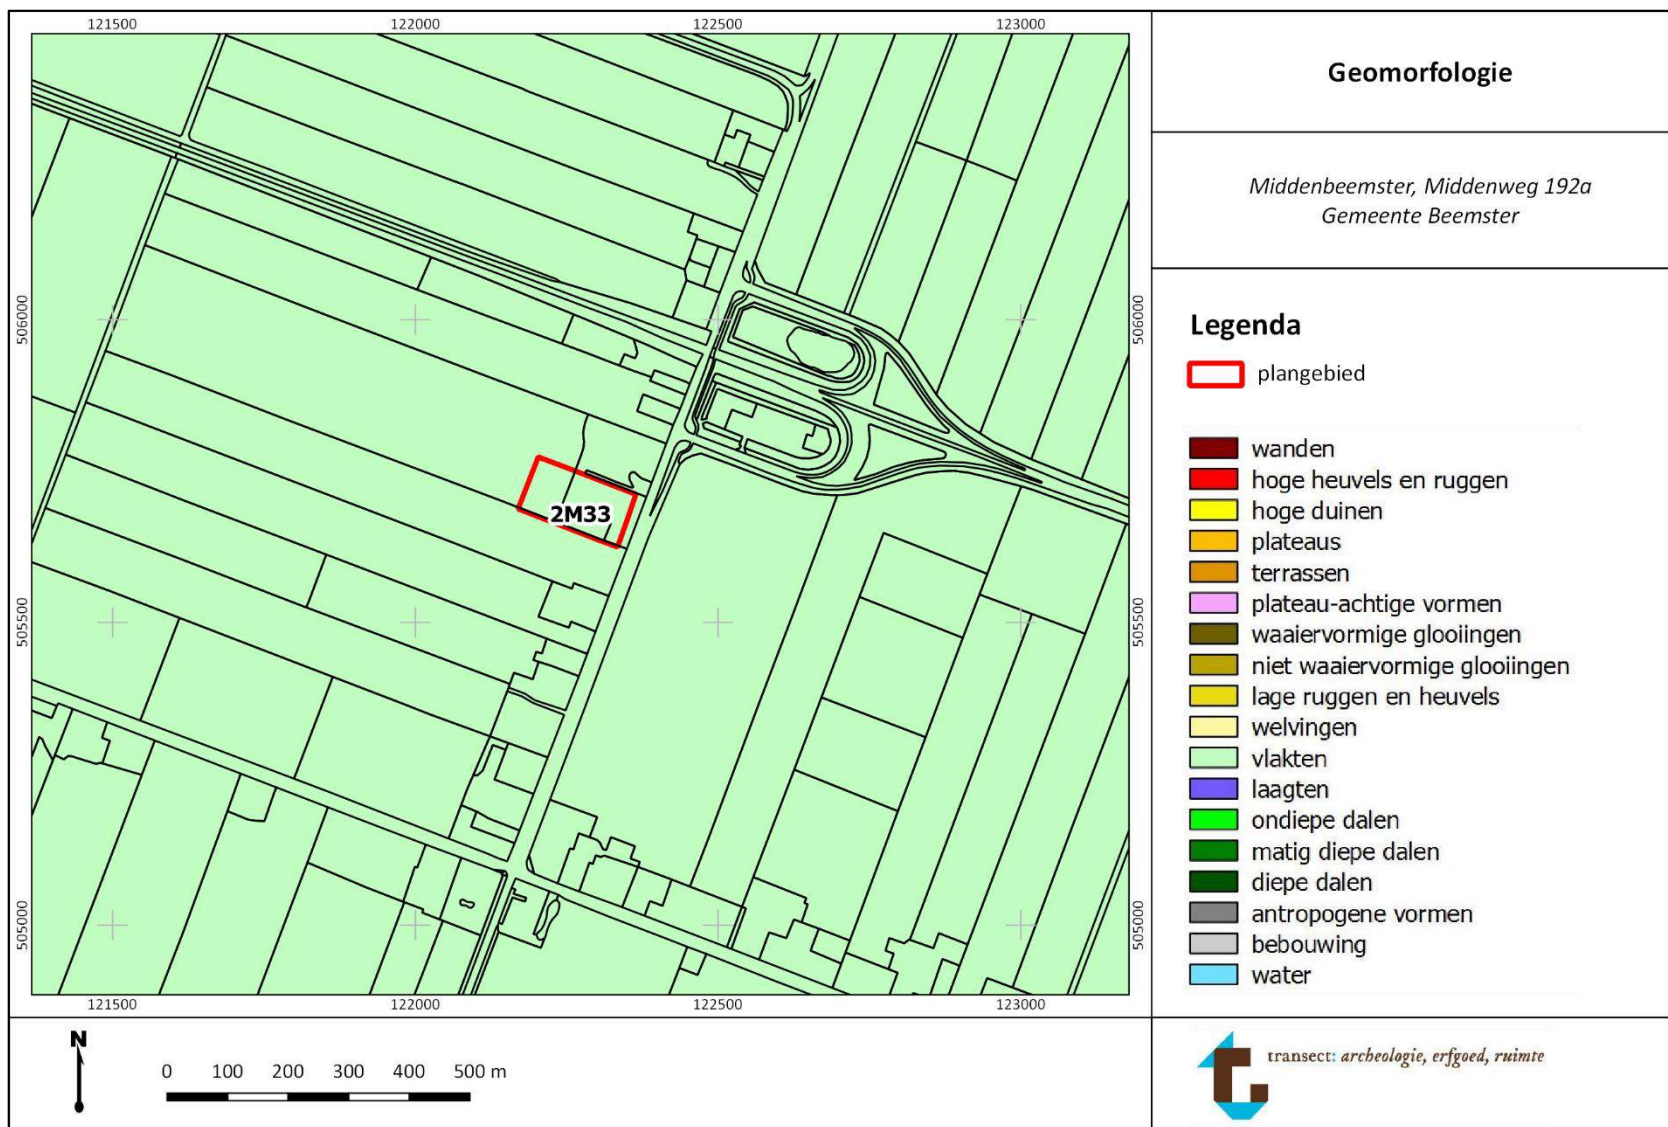 121500 122000 122500 123000
506000 506000
505500 505500
505000 505000
2M33
121500 122000 122500 123000
N
0 100 200 300 400 500 m
Geomorfologie
Middenbeemster, Middenweg 192a
Gemeente Beemster
Legenda
plangebied
wanden
hoge heuvels en ruggen
hoge duinen
plateaus
terrassen
plateau-achtige vormen
waaiervormige glooiingen
niet waaiervormige glooiingen
lage ruggen en heuvels
welvingen
vlakten
laagten
ondiepe dalen
matig diepe dalen
diepe dalen
antropogene vormen
bebouwing
water
transect: archeologie, erfgoed, ruimte